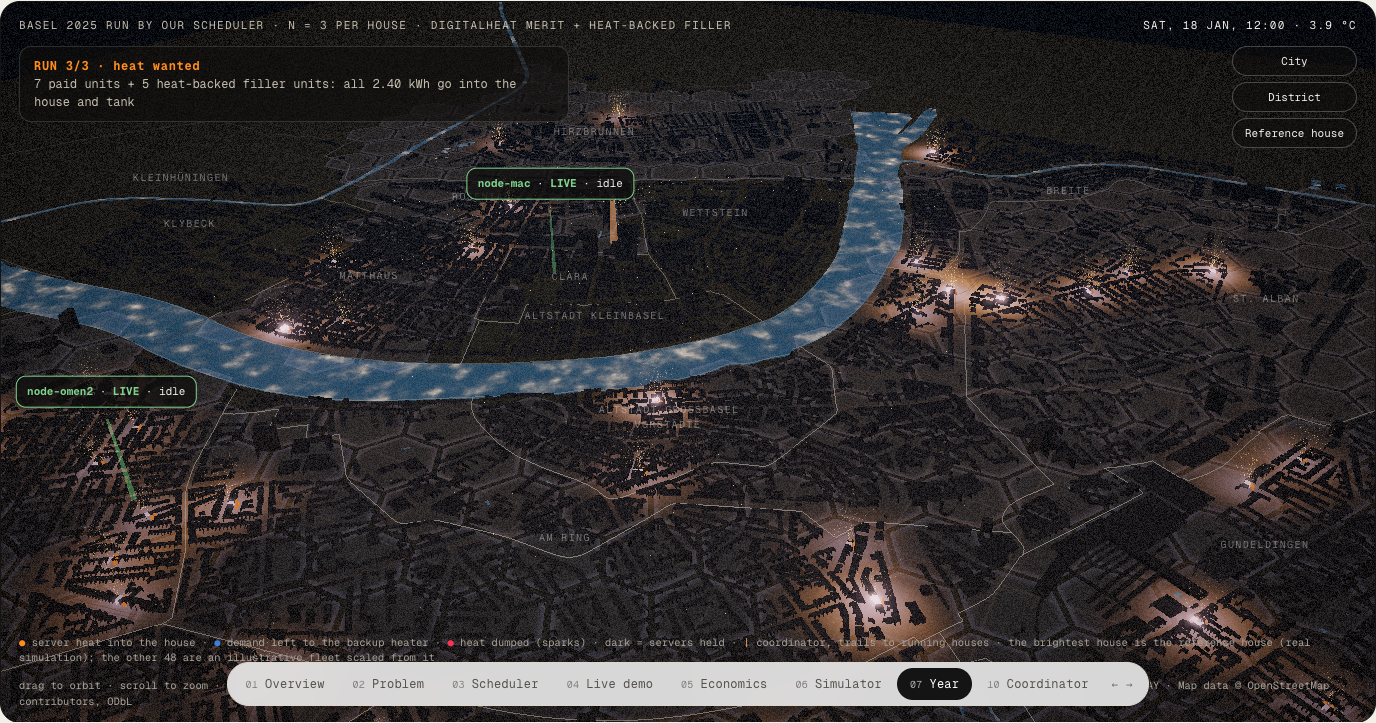 BASEL 2025 RUN BY OUR SCHEDULER · N = 3 PER HOUSE · DIGITALHEAT MERIT + HEAT-BACKED FILLER
SAT, 18 JAN, 12:00 · 3.9 °C
RUN 3/3 · heat wanted
7 paid units + 5 heat-backed filler units: all 2.40 kWh go into the
house and tank
City
District
Reference house
HIRZBRUNNEN
KLEINHÜNINGEN
node-mac · LIVE · idle
BREITE
WETTSTEIN
KLYBECK
MATTHÄUS
CLARA
ST. ALBAN
ALTSTADT KLEINBASEL
node-omen2 · LIVE · idle
ALTSTADT GROSSBASEL
VORSTÄDTE
AM RING
GUNDELDINGEN
● server heat into the house · ● demand left to the backup heater · ● heat dumped (sparks) · dark = servers held | coordinator, trails to running houses · the brightest house is the reference house (real
simulation); the other 48 are an illustrative fleet scaled from it
drag to orbit · scroll to zoom ·
AY · Map data © OpenStreetMap
contributors, ODbL
01 Overview 02 Problem 03 Scheduler 04 Live demo 05 Economics 06 Simulator 07 Year 10 Coordinator ← →